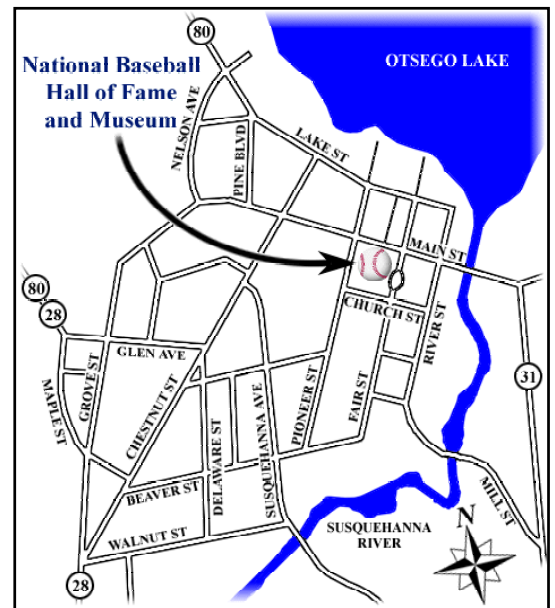 80
National Baseball
Hall of Fame
and Museum
OTSEGO LAKE
NELSON AVE
PINE BLVD
LAKE ST
MAIN ST
80
28
CHURCH ST
RIVER ST
GLEN AVE
MAPLE ST
GROVE ST
CHESTNUT ST
PIONEER ST
FAIR ST
31
DELAWARE ST
SUSQUEHANNA AVE
BEAVER ST
WALNUT ST
MILL ST
SUSQUEHANNA
RIVER
N
28